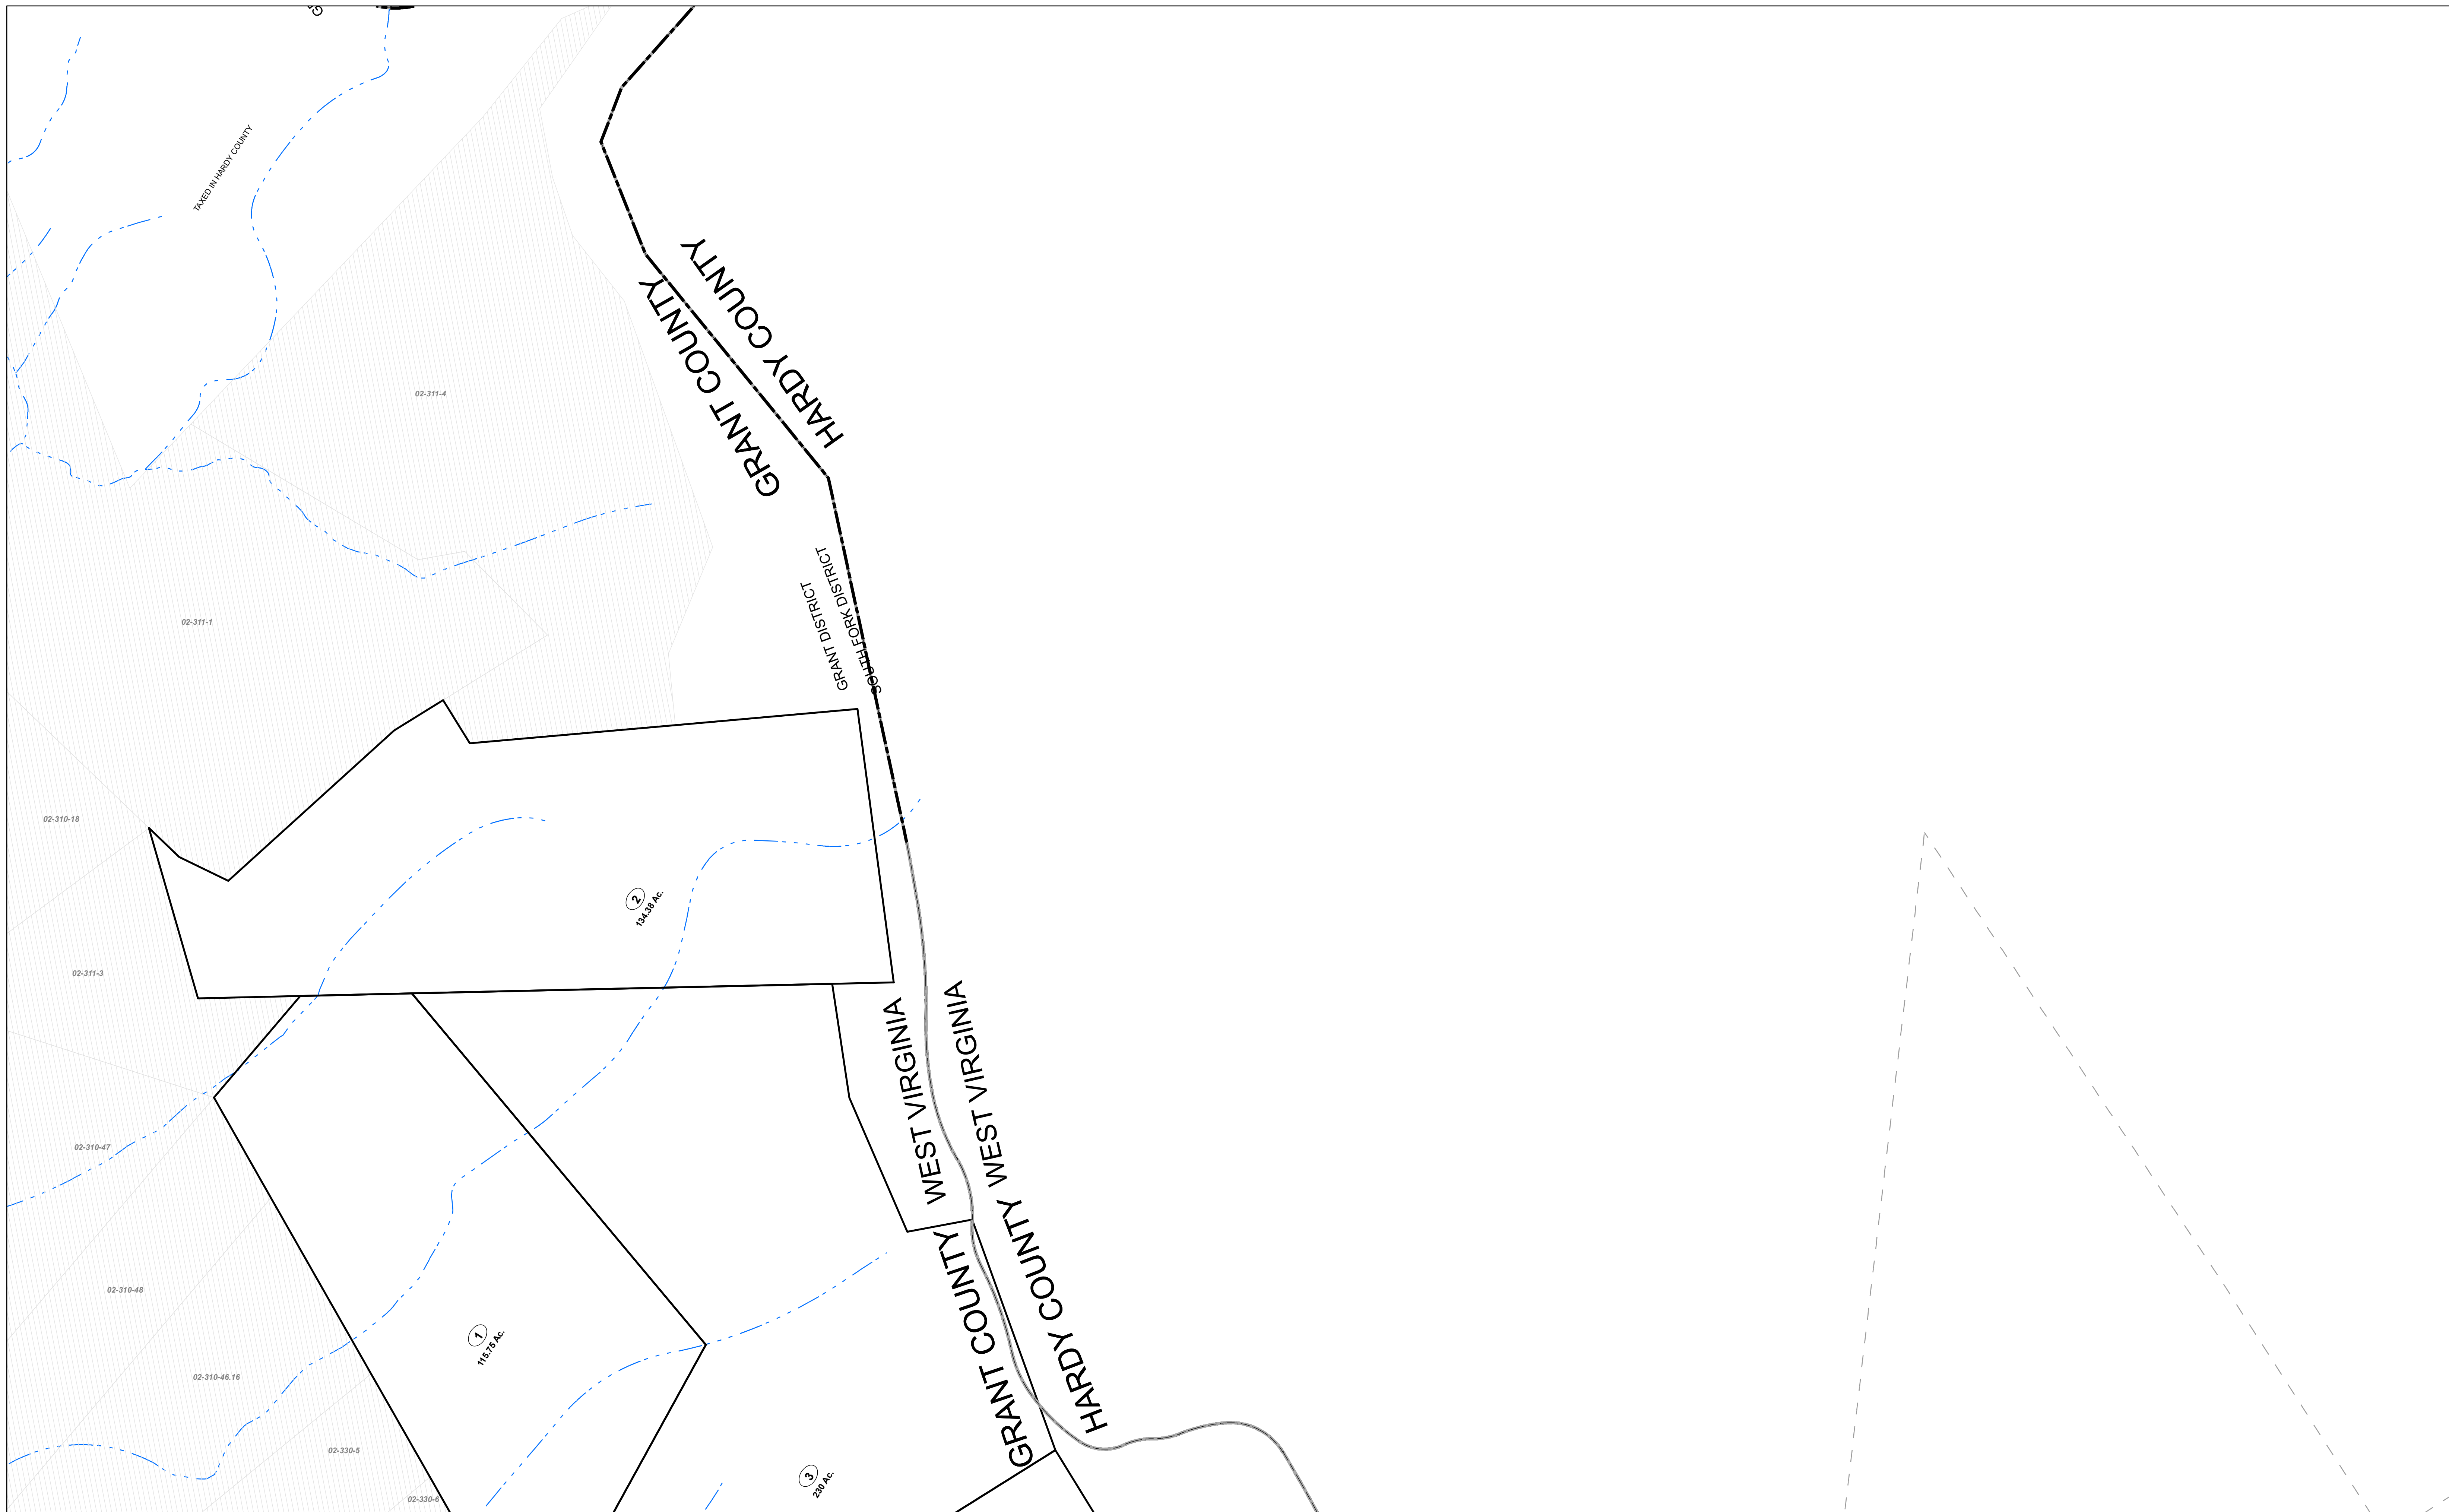 TAXED IN HARDY COUNTY
HARDY COUNTY
GRANT COUNTY
02-311-4
GRANT DISTRICT
SOUTH FORK DISTRICT
02-311-1
02-310-18
2
134.38 Ac.
02-311-3
WEST VIRGINIA
WEST VIRGINIA
02-310-47
GRANT COUNTY
HARDY COUNTY
02-310-48
1
115.75 Ac.
02-310-46.16
02-330-5
3
230 Ac.
02-330-6